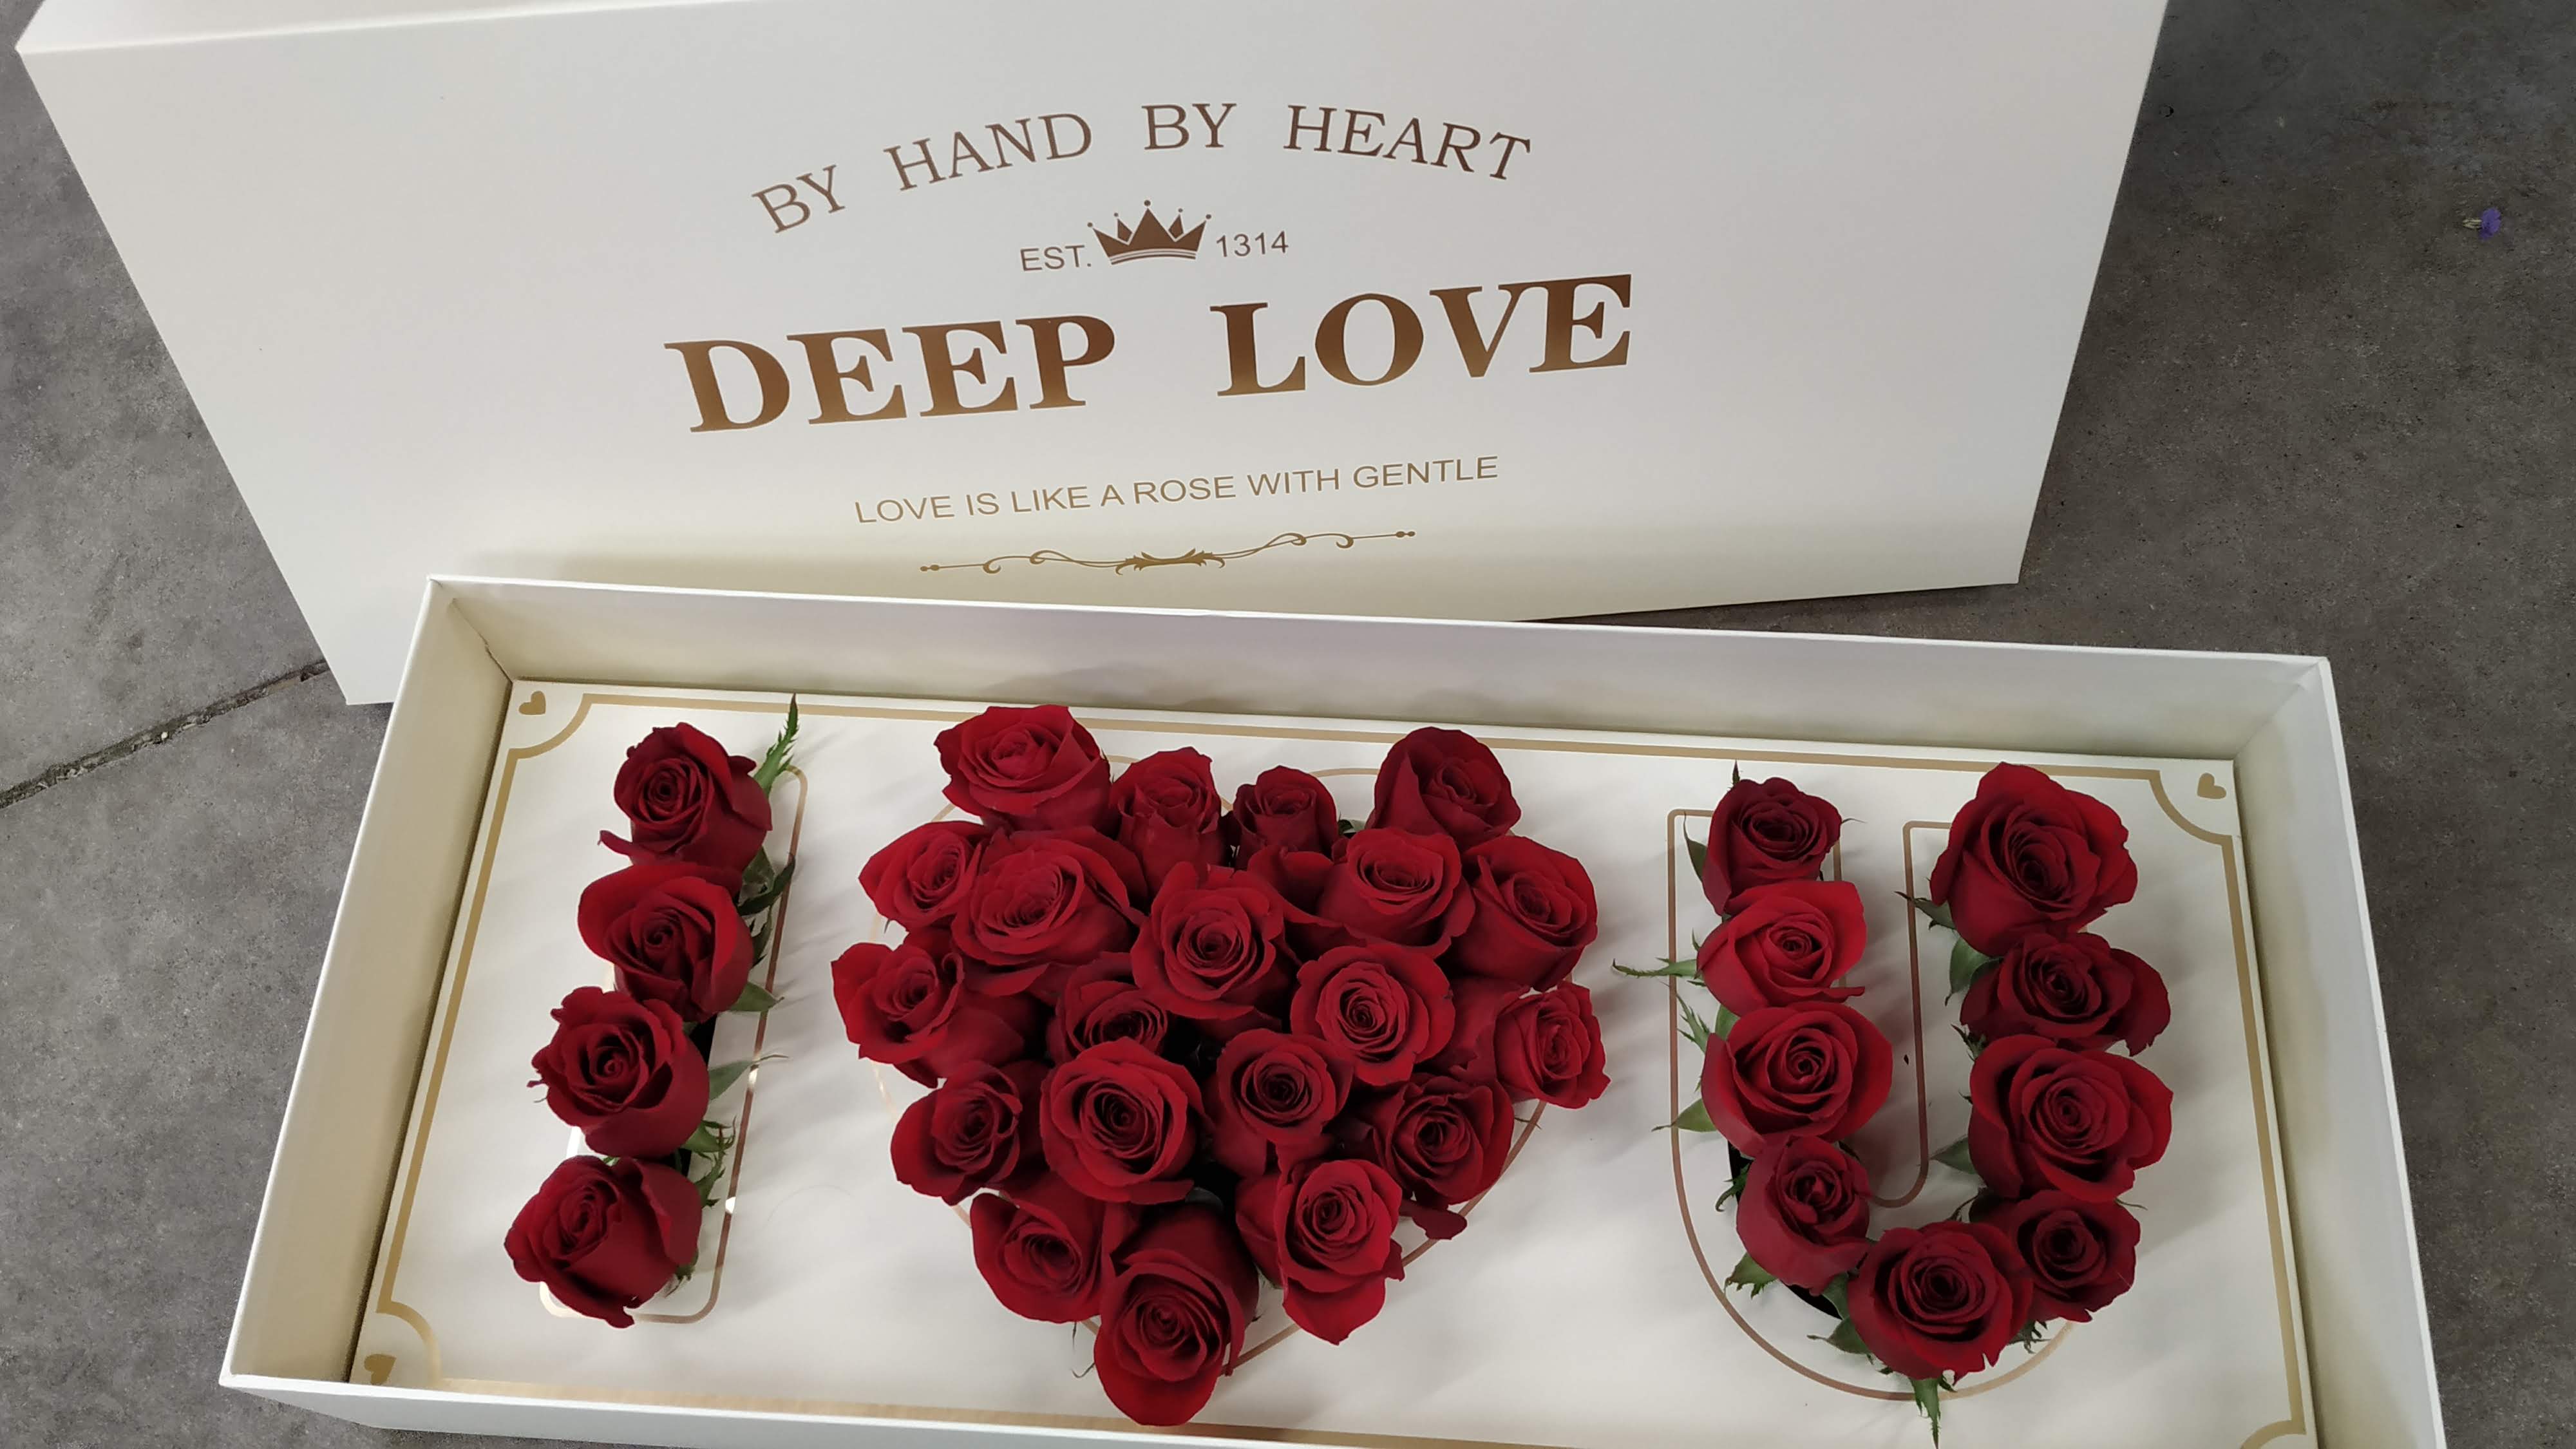 BY HAND BY HEART
EST. 1314
DEEP LOVE
LOVE IS LIKE A ROSE WITH GENTLE
I U